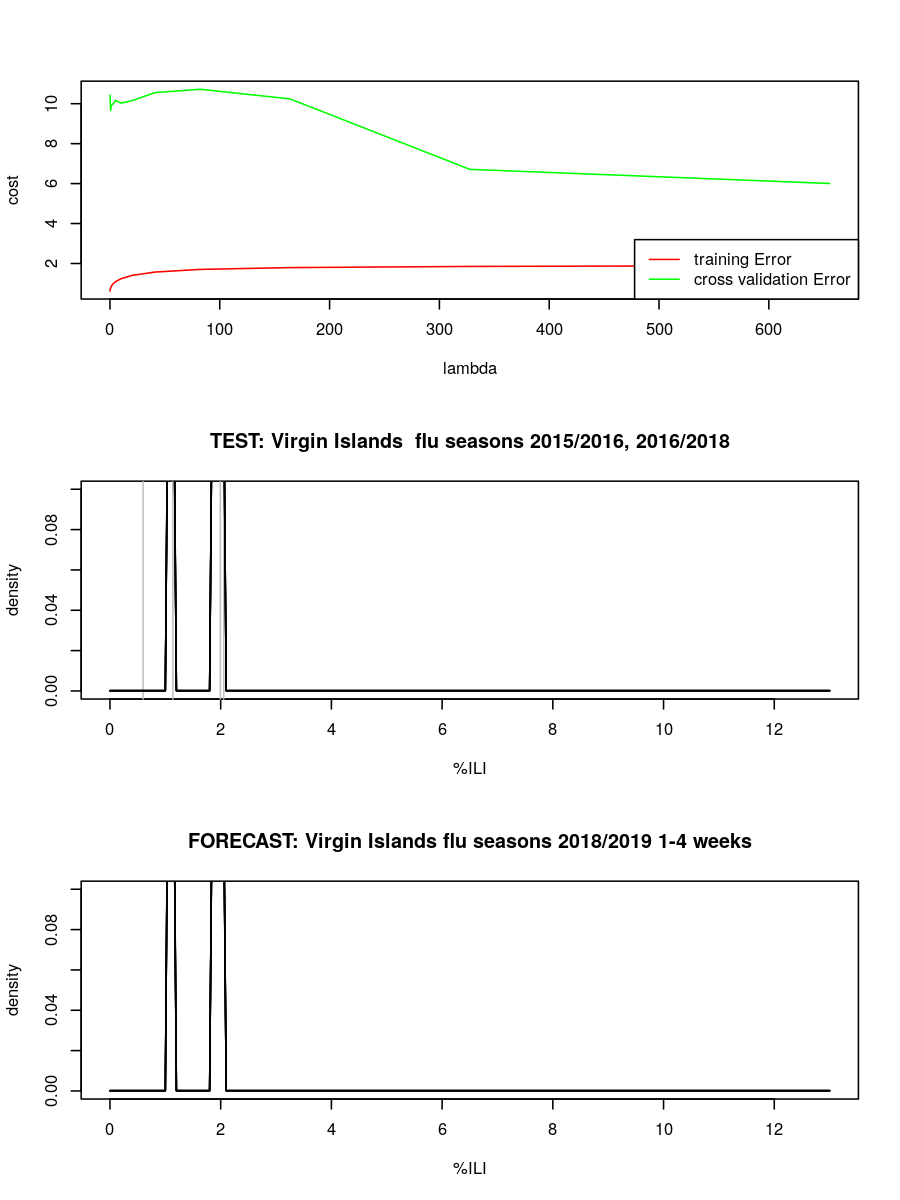 10
8
6
4
2
cost
training Error
cross validation Error
0 100 200 300 400 500 600
lambda
TEST: Virgin Islands  flu seasons 2015/2016, 2016/2018
0.08
0.04
0.00
density
0 2 4 6 8 10 12
%ILI
FORECAST: Virgin Islands flu seasons 2018/2019 1-4 weeks
0.08
0.04
0.00
density
0 2 4 6 8 10 12
%ILI